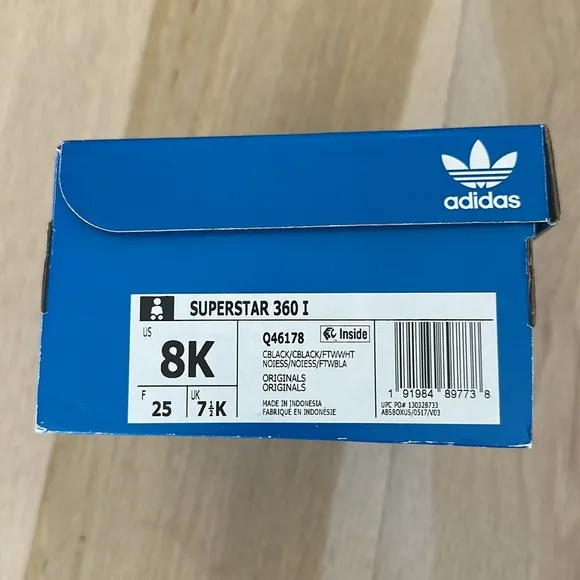 adidas
SUPERSTAR 360 I
US
8K
F
25
UK
7½K
Q46178
Inside
CBLACK/CBLACK/FTWWHT
NOIESS/NOIESS/FTWBLA
ORIGINALS
ORIGINALS
MADE IN INDONESIA
FABRIQUÉ EN INDONÉSIE
1 91984 89773 8
UPC PO# 130328733
ABSBOXUS/0517/V03